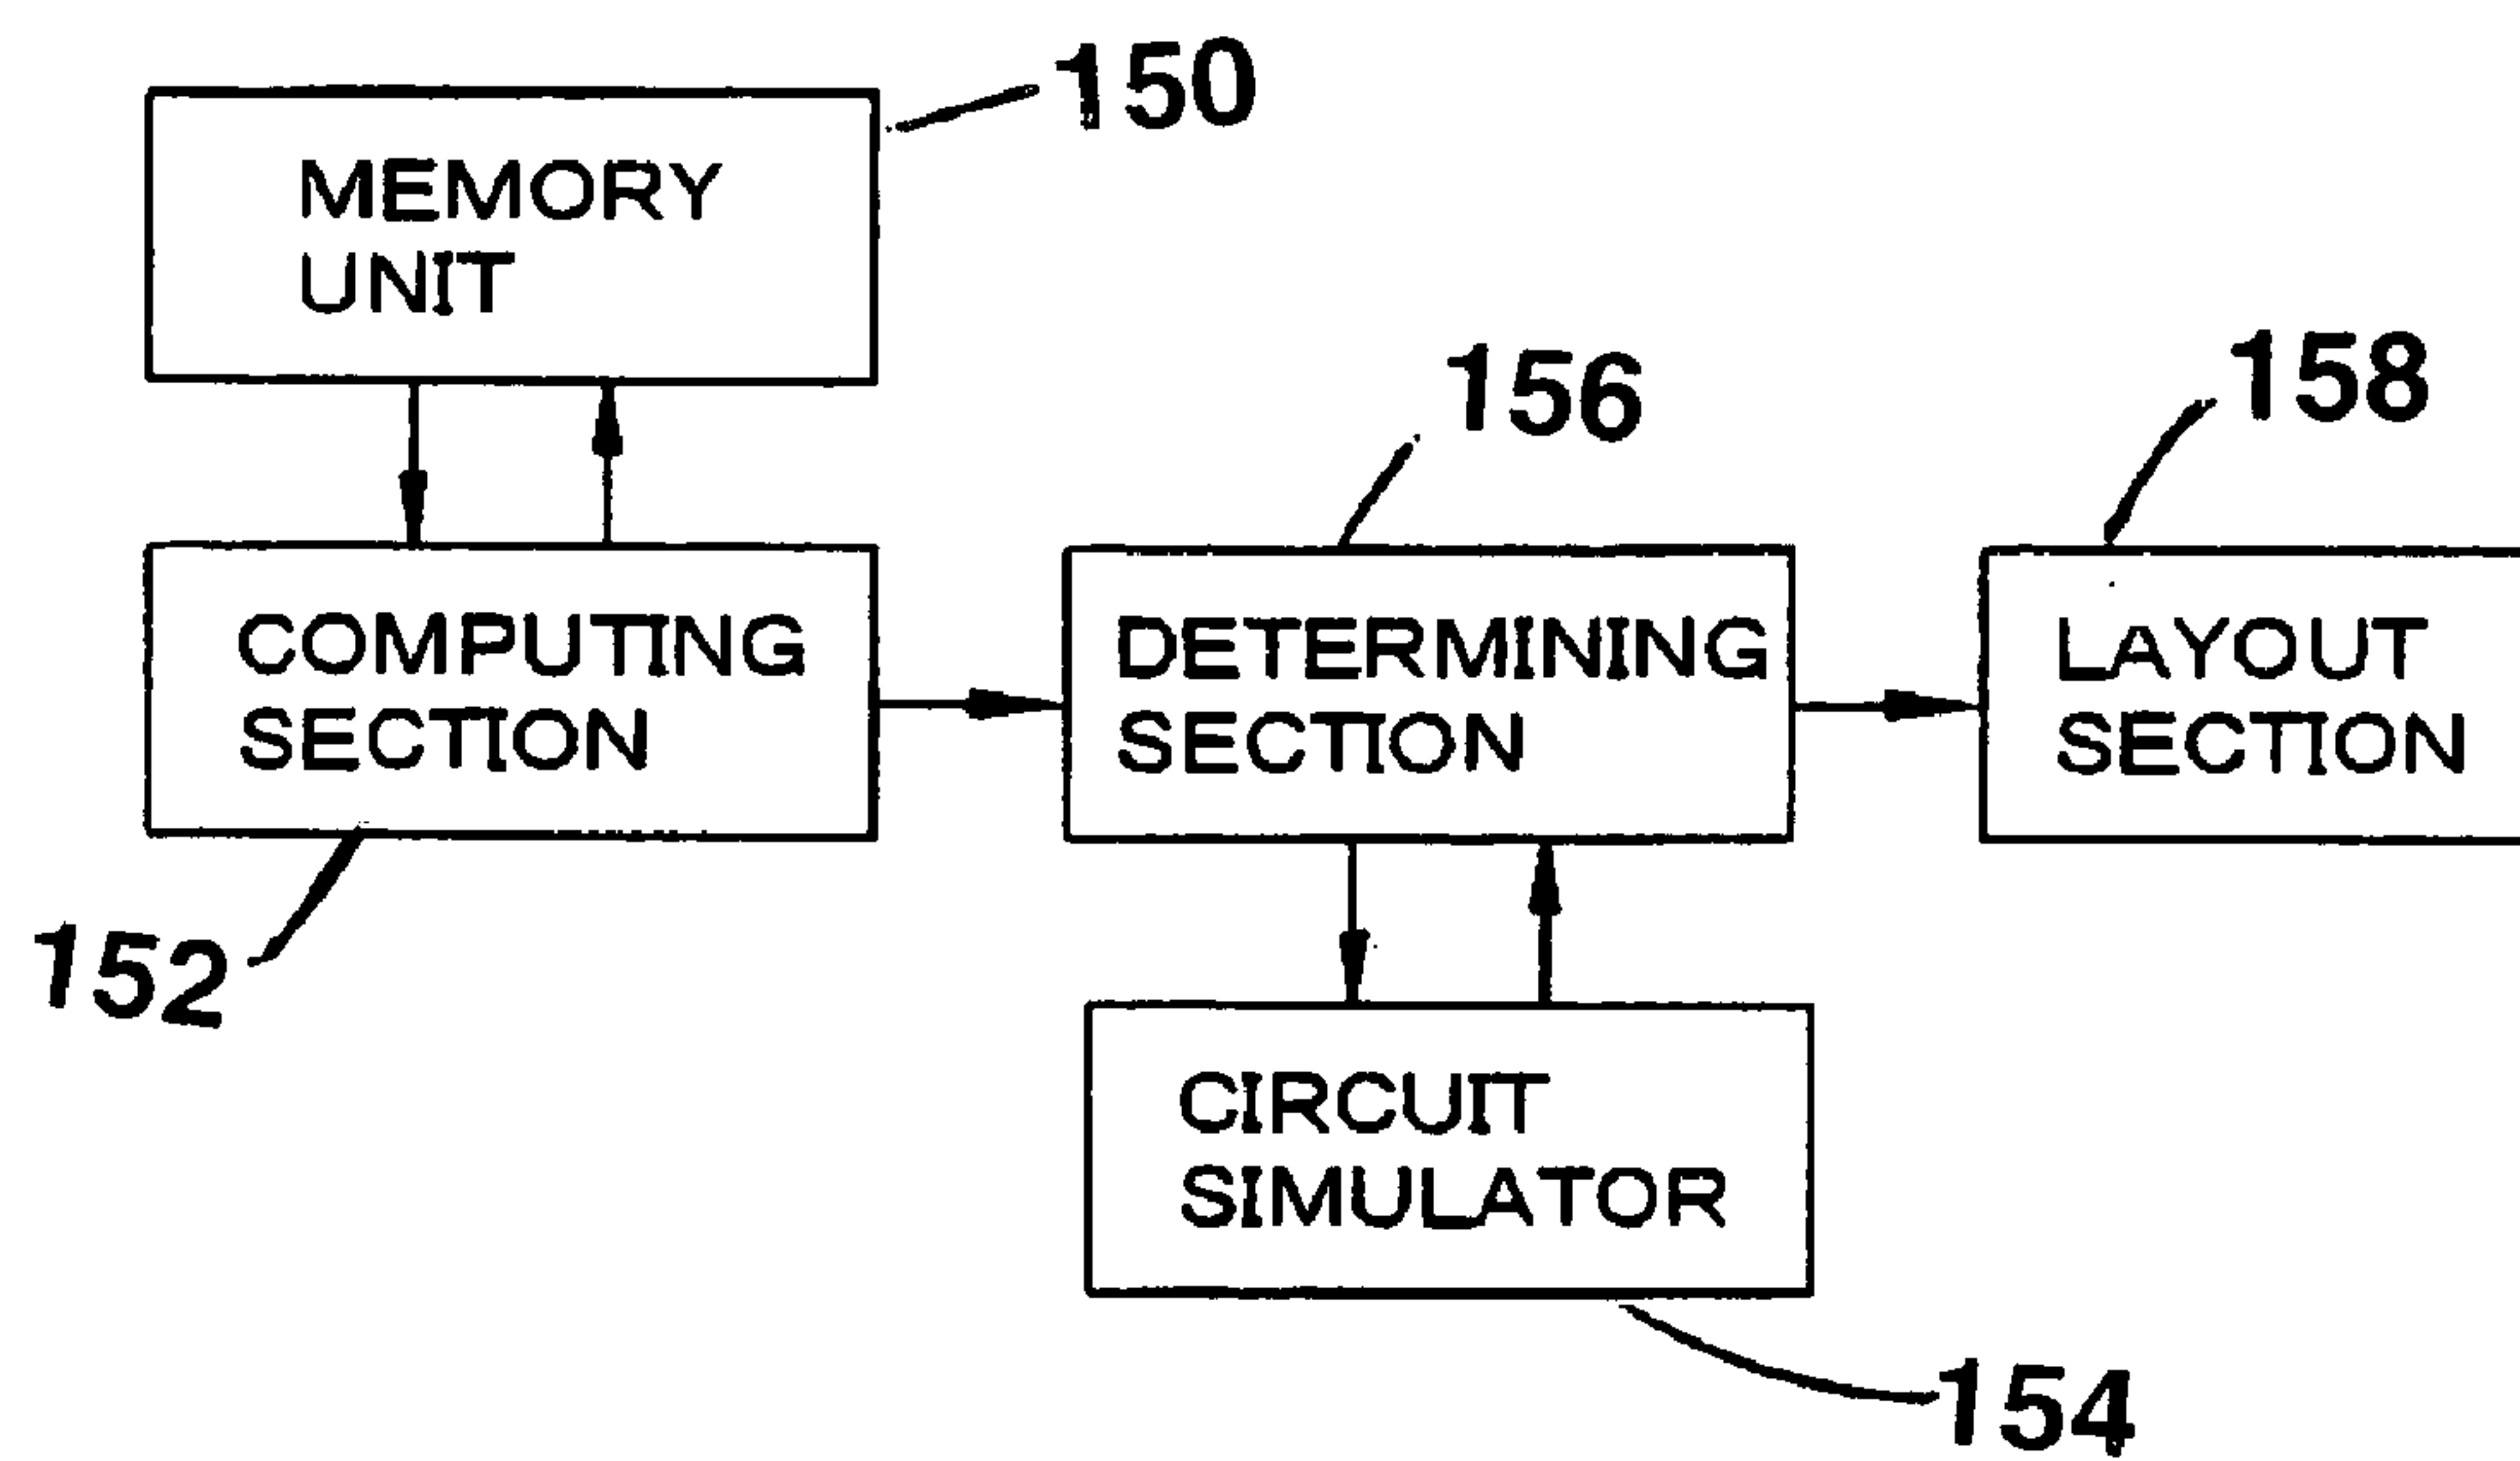 150
MEMORY
UNIT
156
158
COMPUTING
SECTION
DETERMINING
SECTION
LAYOUT
SECTION
152
CIRCUIT
SIMULATOR
154